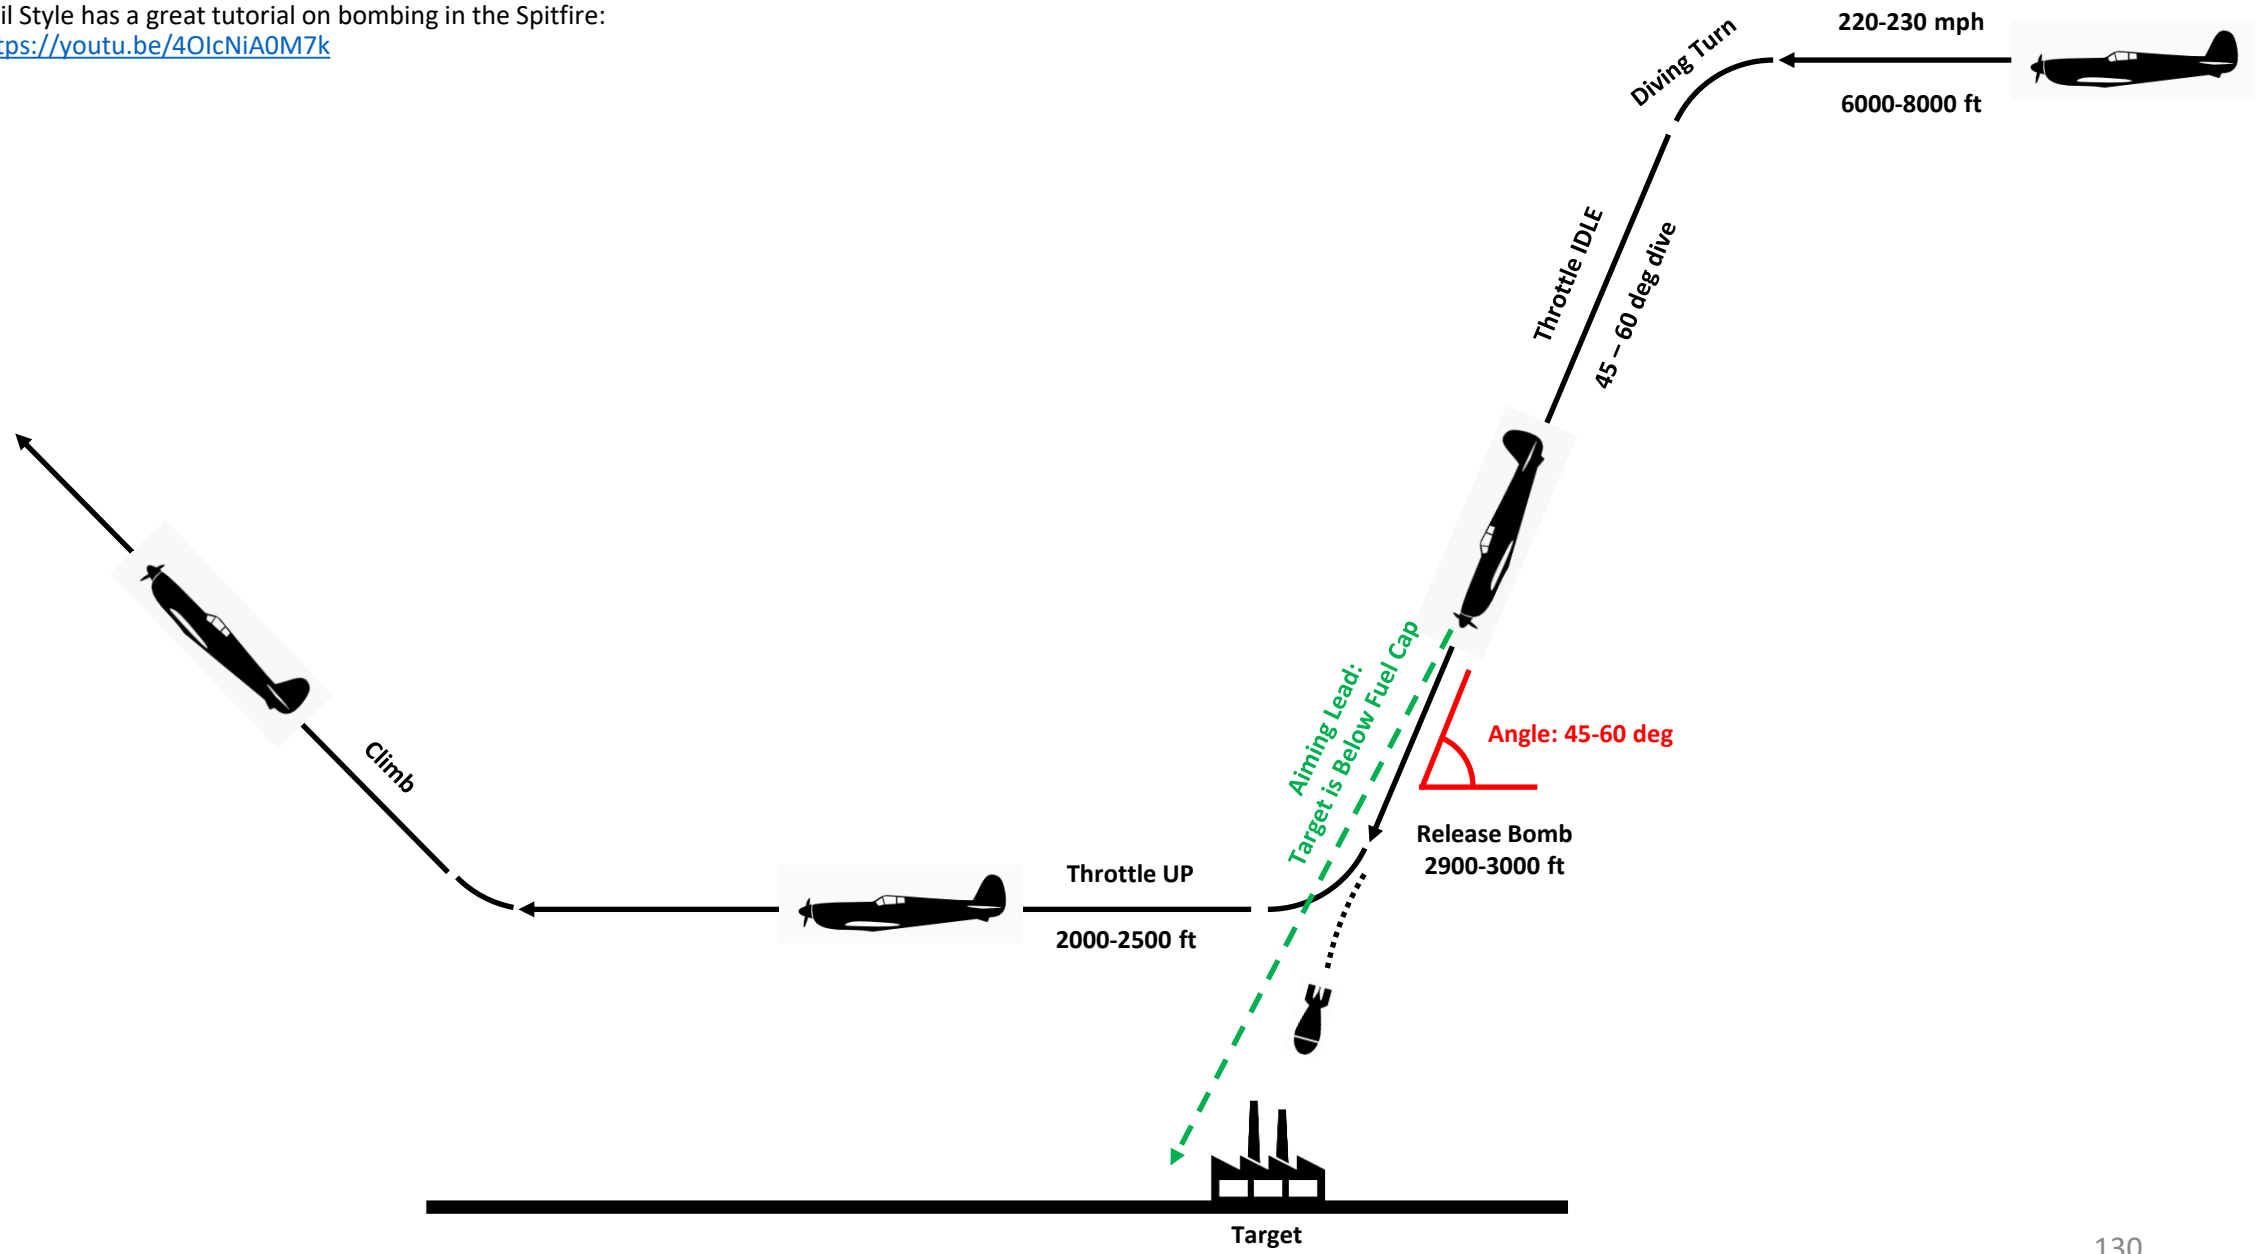 il Style has a great tutorial on bombing in the Spitfire:
tps://youtu.be/4OIcNiA0M7k
220-230 mph
6000-8000 ft
Diving Turn
Throttle IDLE
45 – 60 deg dive
Aiming Lead:
Target is Below Fuel Cap
Angle: 45-60 deg
Release Bomb
2900-3000 ft
Throttle UP
2000-2500 ft
Climb
Target
130